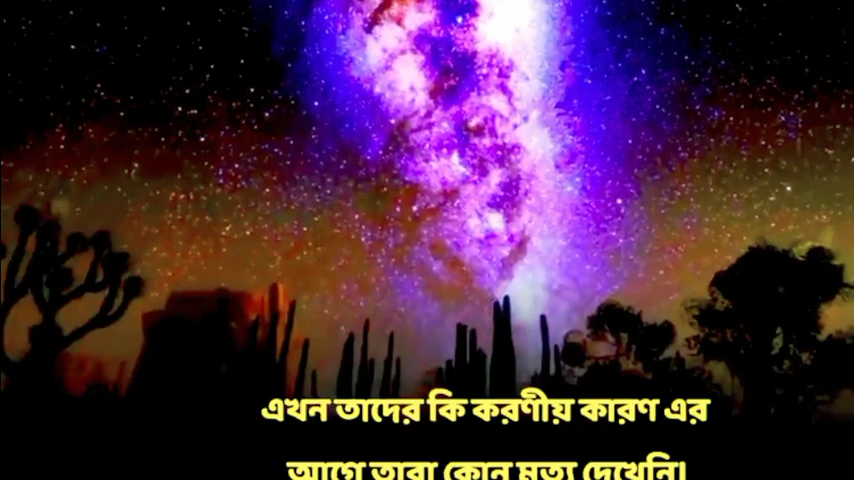 এখন তাদের কি করণীয় কারণ এর
আগে তারা কোন মৃত্যু দেখেনি।